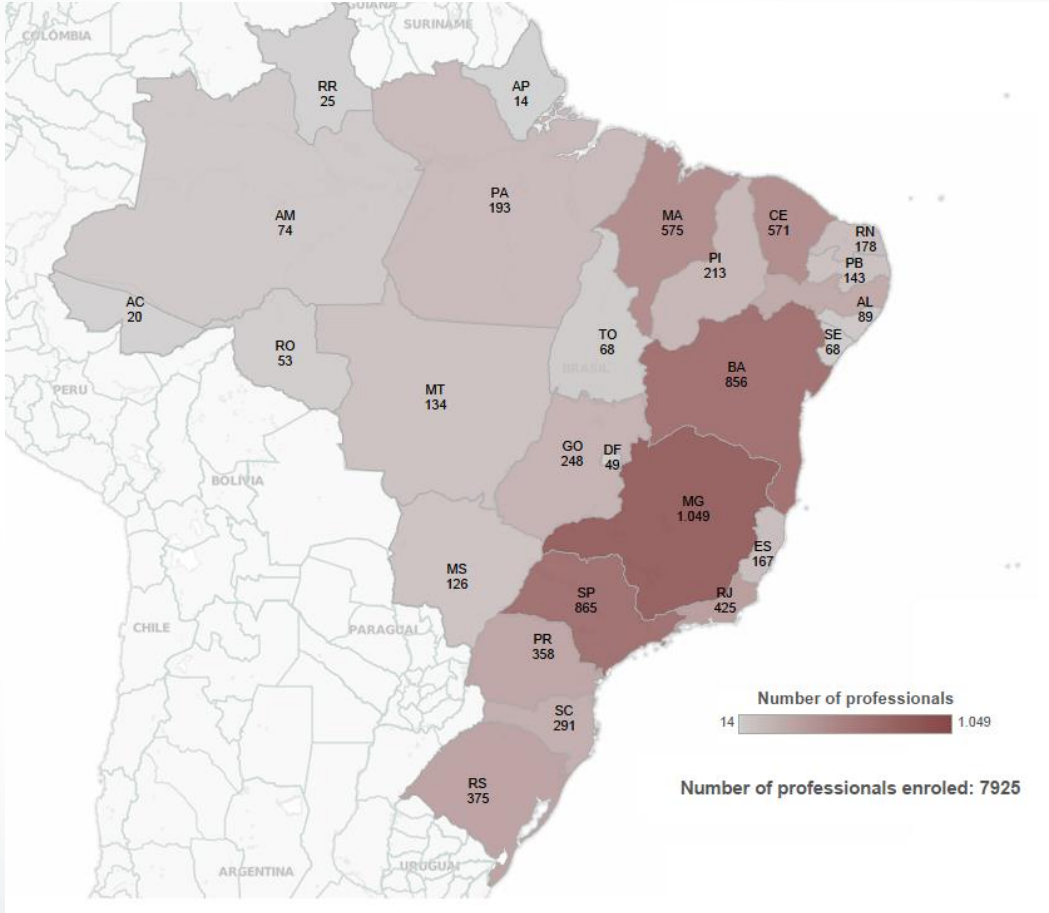 GUIANA
SURINAME
COLÔMBIA
RR
25
AP
14
PA
193
AM
74
MA
575
CE
571
RN
178
PI
213
PB
143
AC
20
AL
89
RO
53
TO
68
SE
68
BRASIL
BA
856
PERU
MT
134
GO
248
DF
49
BOLÍVIA
MG
1.049
ES
167
MS
126
SP
865
RJ
425
CHILE
PARAGUAI
PR
358
SC
291
Number of professionals
14
1.049
RS
375
Number of professionals enroled: 7925
ARGENTINA
URUGUAI